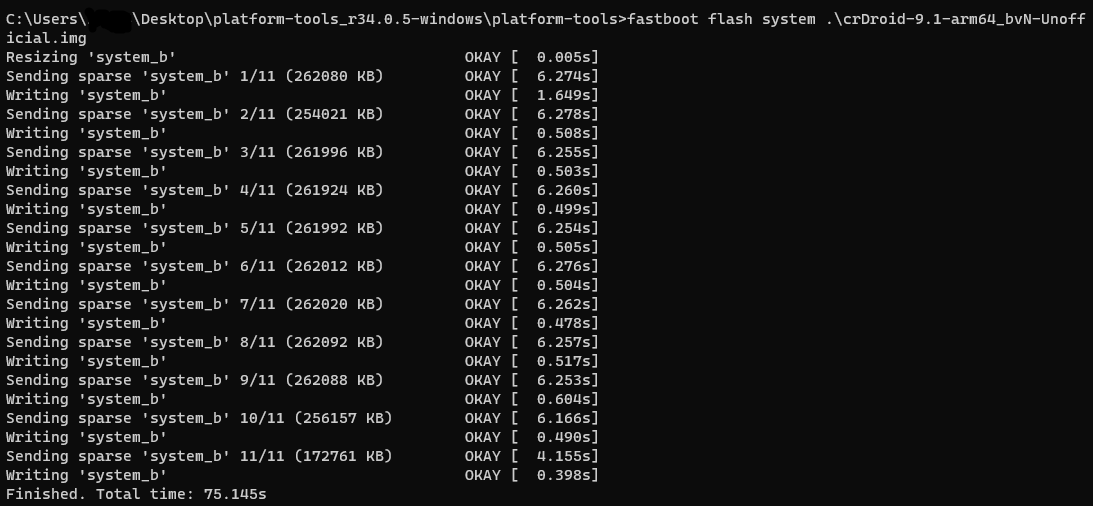 C:\Users\ \Desktop\platform-tools_r34.0.5-windows\platform-tools>fastboot flash system .\crDroid-9.1-arm64_bvN-Unoff
icial.img
Resizing 'system_b' OKAY [ 0.005s]
Sending sparse 'system_b' 1/11 (262080 KB) OKAY [ 6.274s]
Writing 'system_b' OKAY [ 1.649s]
Sending sparse 'system_b' 2/11 (254021 KB) OKAY [ 6.278s]
Writing 'system_b' OKAY [ 0.508s]
Sending sparse 'system_b' 3/11 (261996 KB) OKAY [ 6.255s]
Writing 'system_b' OKAY [ 0.503s]
Sending sparse 'system_b' 4/11 (261924 KB) OKAY [ 6.260s]
Writing 'system_b' OKAY [ 0.499s]
Sending sparse 'system_b' 5/11 (261992 KB) OKAY [ 6.254s]
Writing 'system_b' OKAY [ 0.505s]
Sending sparse 'system_b' 6/11 (262012 KB) OKAY [ 6.276s]
Writing 'system_b' OKAY [ 0.504s]
Sending sparse 'system_b' 7/11 (262020 KB) OKAY [ 6.262s]
Writing 'system_b' OKAY [ 0.478s]
Sending sparse 'system_b' 8/11 (262092 KB) OKAY [ 6.257s]
Writing 'system_b' OKAY [ 0.517s]
Sending sparse 'system_b' 9/11 (262088 KB) OKAY [ 6.253s]
Writing 'system_b' OKAY [ 0.604s]
Sending sparse 'system_b' 10/11 (256157 KB) OKAY [ 6.166s]
Writing 'system_b' OKAY [ 0.490s]
Sending sparse 'system_b' 11/11 (172761 KB) OKAY [ 4.155s]
Writing 'system_b' OKAY [ 0.398s]
Finished. Total time: 75.145s